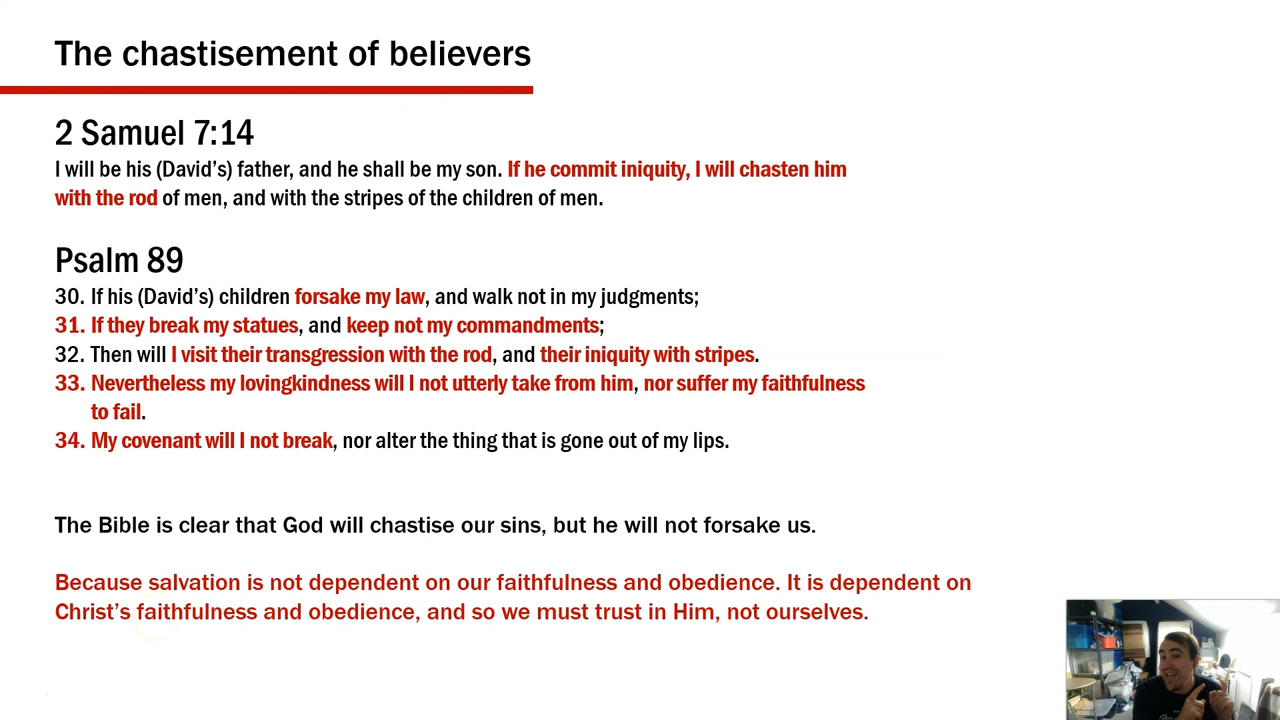 The chastisement of believers
2 Samuel 7:14
I will be his (David's) father, and he shall be my son. If he commit iniquity, I will chasten him
with the rod of men, and with the stripes of the children of men.
Psalm 89
30. If his (David's) children forsake my law, and walk not in my judgments;
31. If they break my statues, and keep not my commandments;
32. Then will I visit their transgression with the rod, and their iniquity with stripes.
33. Nevertheless my lovingkindness will I not utterly take from him, nor suffer my faithfulness
to fail.
34. My covenant will I not break, nor alter the thing that is gone out of my lips.
The Bible is clear that God will chastise our sins, but he will not forsake us.
Because salvation is not dependent on our faithfulness and obedience. It is dependent on
Christ's faithfulness and obedience, and so we must trust in Him, not ourselves.